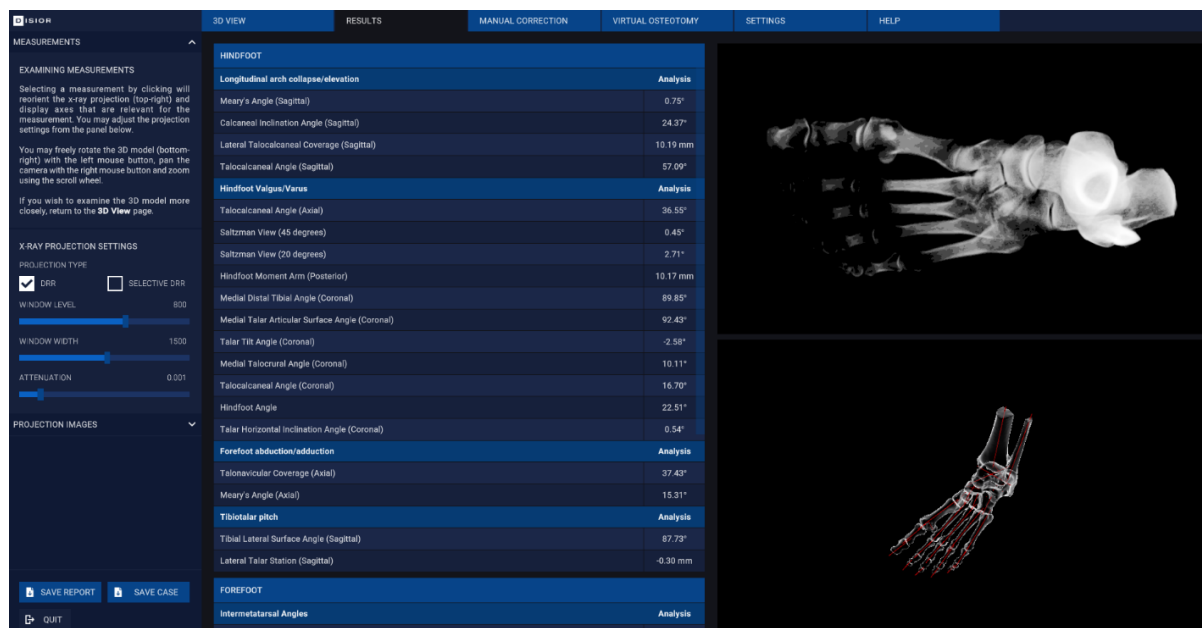 DISIOR
3D VIEW
RESULTS
MANUAL CORRECTION
VIRTUAL OSTEOTOMY
SETTINGS
HELP
MEASUREMENTS
EXAMINING MEASUREMENTS
Selecting a measurement by clicking will
reorient the x-ray projection (top-right) and
display axes that are relevant for the
measurement. You may adjust the projection
settings from the panel below.
You may freely rotate the 3D model (bottom-
right) with the left mouse button, pan the
camera with the right mouse button and zoom
using the scroll wheel.
If you wish to examine the 3D model more
closely, return to the 3D View page.
X-RAY PROJECTION SETTINGS
PROJECTION TYPE
DRR SELECTIVE DRR
WINDOW LEVEL 800
WINDOW WIDTH 1500
ATTENUATION 0.001
PROJECTION IMAGES
SAVE REPORT SAVE CASE
QUIT
HINDFOOT
Longitudinal arch collapse/elevation Analysis
Meary's Angle (Sagittal) 0.75°
Calcaneal Inclination Angle (Sagittal) 24.37°
Lateral Talocalcaneal Coverage (Sagittal) 10.19 mm
Talocalcaneal Angle (Sagittal) 57.09°
Hindfoot Valgus/Varus Analysis
Talocalcaneal Angle (Axial) 36.55°
Saltzman View (45 degrees) 0.45°
Saltzman View (20 degrees) 2.71°
Hindfoot Moment Arm (Posterior) 10.17 mm
Medial Distal Tibial Angle (Coronal) 89.85°
Medial Talar Articular Surface Angle (Coronal) 92.43°
Talar Tilt Angle (Coronal) -2.58°
Medial Talocrural Angle (Coronal) 10.11°
Talocalcaneal Angle (Coronal) 16.70°
Hindfoot Angle 22.51°
Talar Horizontal Inclination Angle (Coronal) 0.54°
Forefoot abduction/adduction Analysis
Talonavicular Coverage (Axial) 37.43°
Meary's Angle (Axial) 15.31°
Tibiotalar pitch Analysis
Tibial Lateral Surface Angle (Sagittal) 87.73°
Lateral Talar Station (Sagittal) -0.30 mm
FOREFOOT
Intermetatarsal Angles Analysis